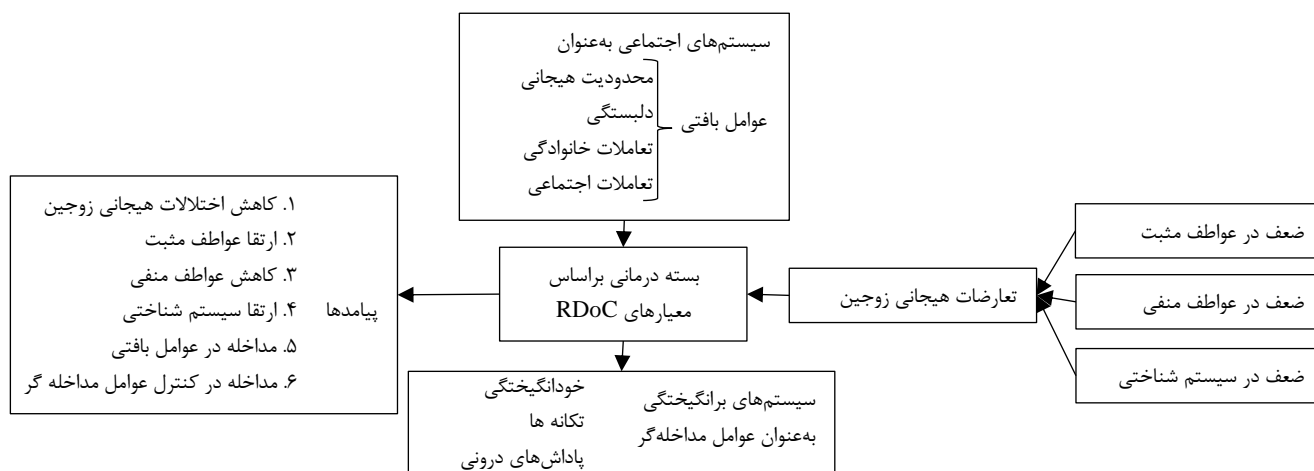 سیستم‌های اجتماعی به‌عنوان
عوامل بافتی
محدودیت هیجانی
دلبستگی
تعاملات خانوادگی
تعاملات اجتماعی
ضعف در عواطف مثبت
ضعف در عواطف منفی
ضعف در سیستم شناختی
تعارضات هیجانی زوجین
بسته درمانی براساس
معیارهای RDoC
پیامدها
۱. کاهش اختلالات هیجانی زوجین
۲. ارتقا عواطف مثبت
۳. کاهش عواطف منفی
۴. ارتقا سیستم شناختی
۵. مداخله در عوامل بافتی
۶. مداخله در کنترل عوامل مداخله گر
سیستم‌های برانگیختگی
به‌عنوان عوامل مداخله‌گر
خودانگیختگی
تکانه ها
پاداش‌های درونی